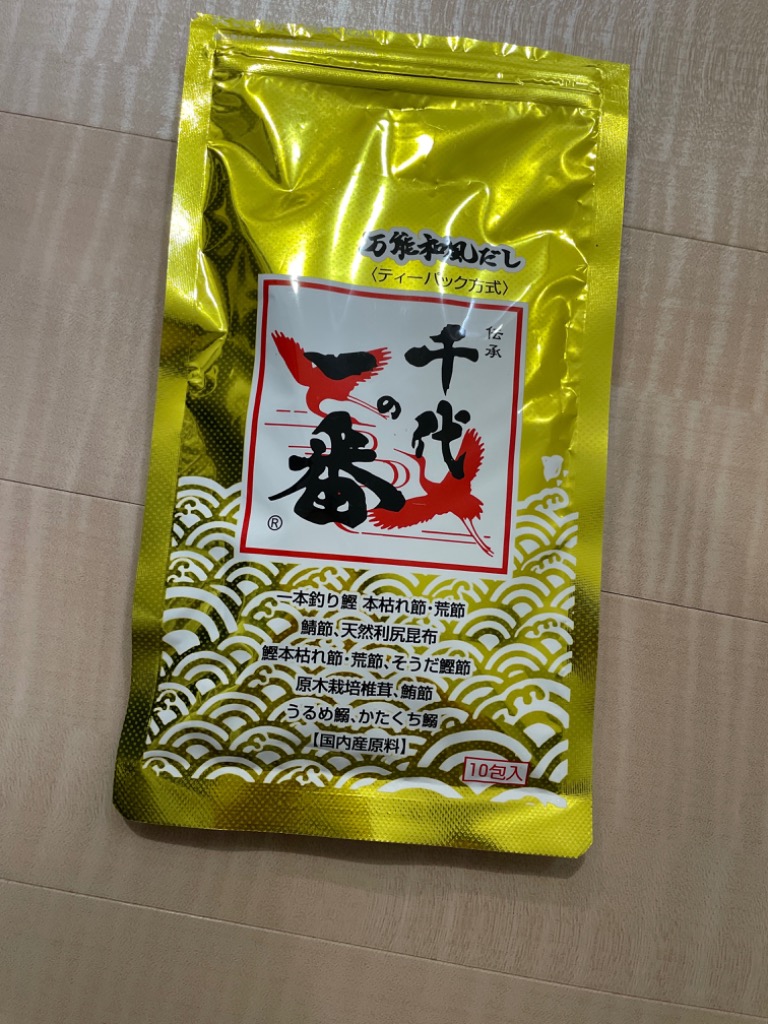 万能和風だし
〈ティーパック方式〉
伝承
千代
の
一番
®
一本釣り鰹 本枯れ節・荒節
鯖節、天然利尻昆布
鰹本枯れ節・荒節、そうだ鰹節
原木栽培椎茸、鮪節
うるめ鰯、かたくち鰯
【国内産原料】
10包入